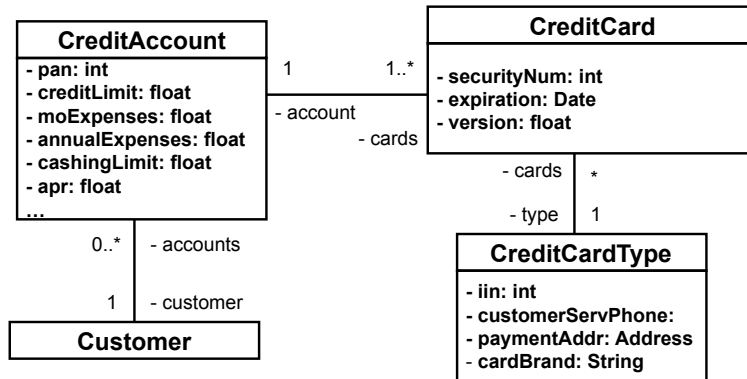 CreditAccount
- pan: int
- creditLimit: float
- moExpenses: float
- annualExpenses: float
- cashingLimit: float
- apr: float
...
1
1..*
- account
- cards
CreditCard
- securityNum: int
- expiration: Date
- version: float
- cards
*
- type
1
CreditCardType
- iin: int
- customerServPhone:
- paymentAddr: Address
- cardBrand: String
0..*
- accounts
1
- customer
Customer